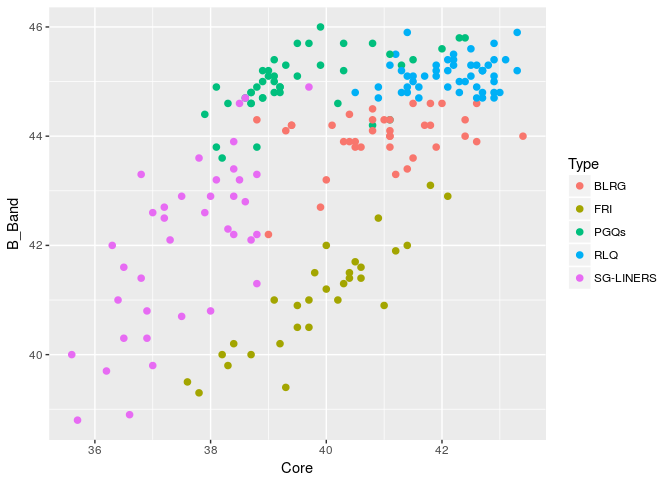 46
44
42
40
B_Band
36 38 40 42
Core
Type
BLRG
FRI
PGQs
RLQ
SG-LINERS